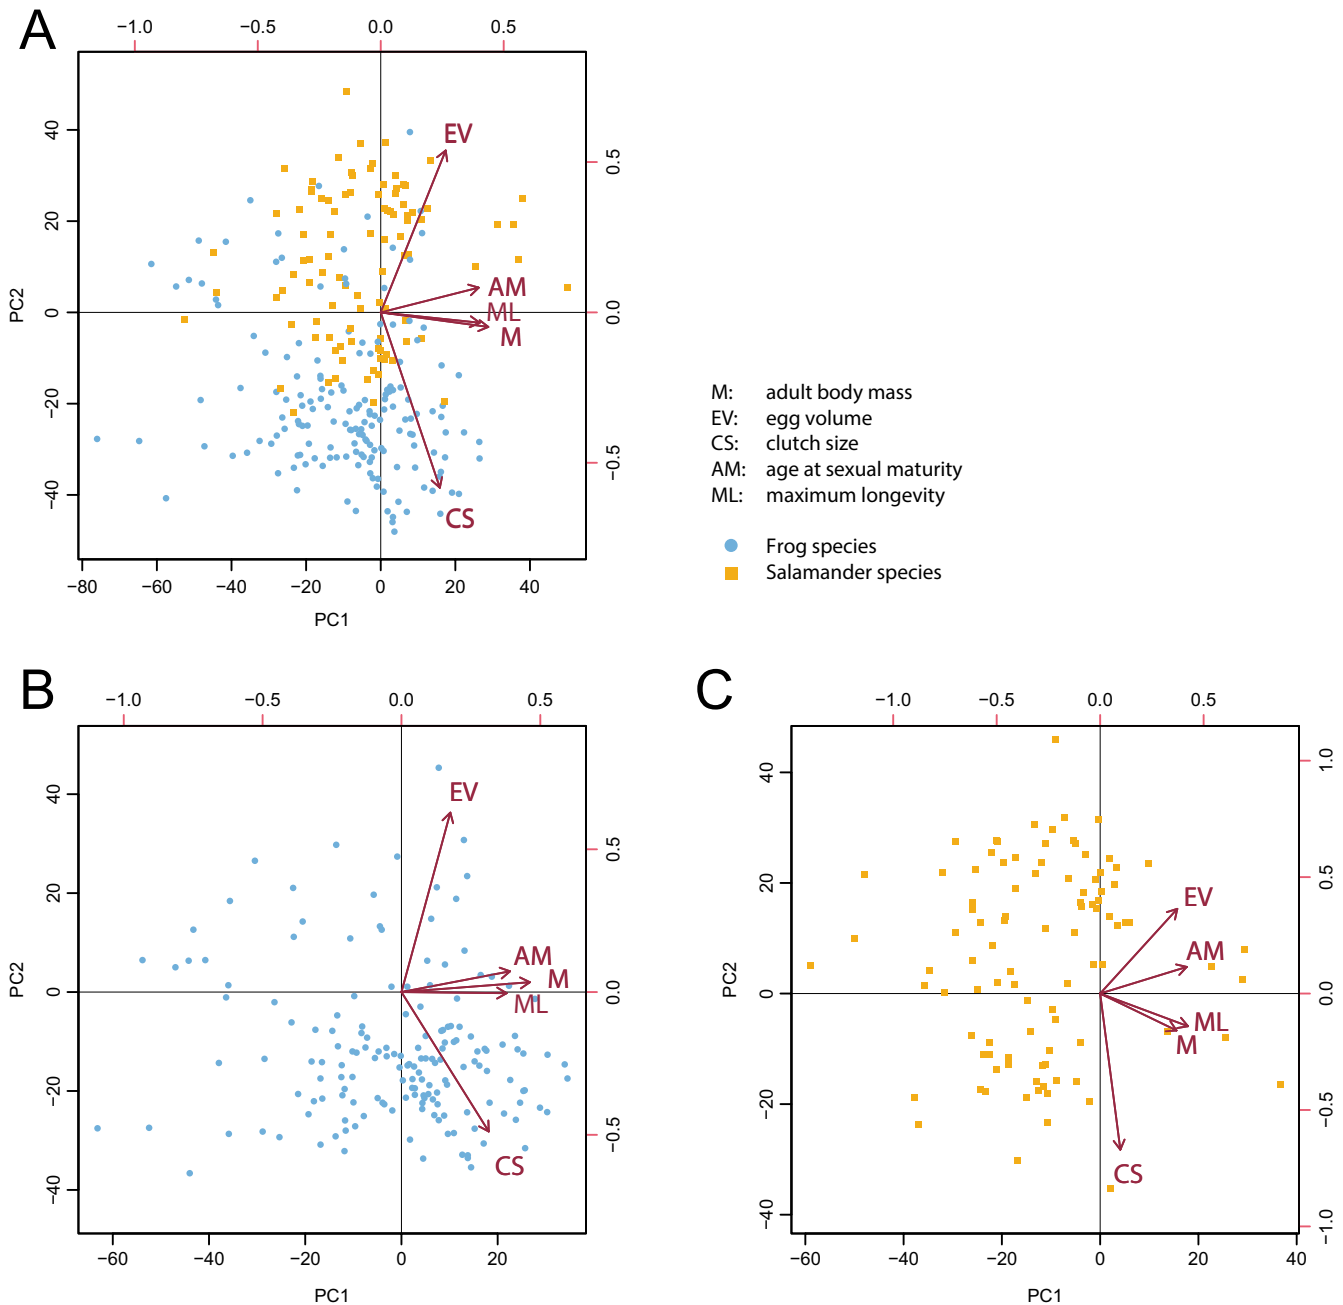 A
−1.0 −0.5 0.0 0.5
EV
AM
ML
M
CS
PC2
40
20
0
−20
−40
0.5
0.0
−0.5
−80 −60 −40 −20 0 20 40
PC1
M: adult body mass
EV: egg volume
CS: clutch size
AM: age at sexual maturity
ML: maximum longevity
Frog species
Salamander species
B
−1.0 −0.5 0.0 0.5
EV
AM
M
ML
CS
PC2
40
20
0
−20
−40
0.5
0.0
−0.5
−60 −40 −20 0 20
PC1
C
−1.0 −0.5 0.0 0.5
EV
AM
ML
M
CS
PC2
40
20
0
−20
−40
1.0
0.5
0.0
−0.5
−1.0
−60 −40 −20 0 20 40
PC1